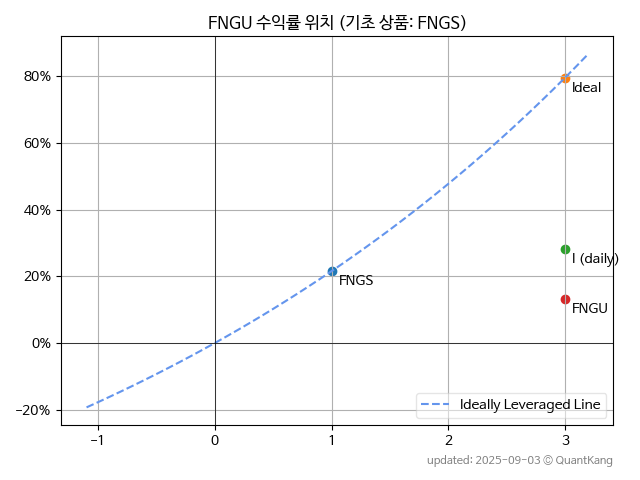 FNGU 수익률 위치 (기초 상품: FNGS)
80%
60%
40%
20%
0%
−20%
Ideal
I (daily)
FNGS
FNGU
Ideally Leveraged Line
−1
0
1
2
3
updated: 2025-09-03 © QuantKang